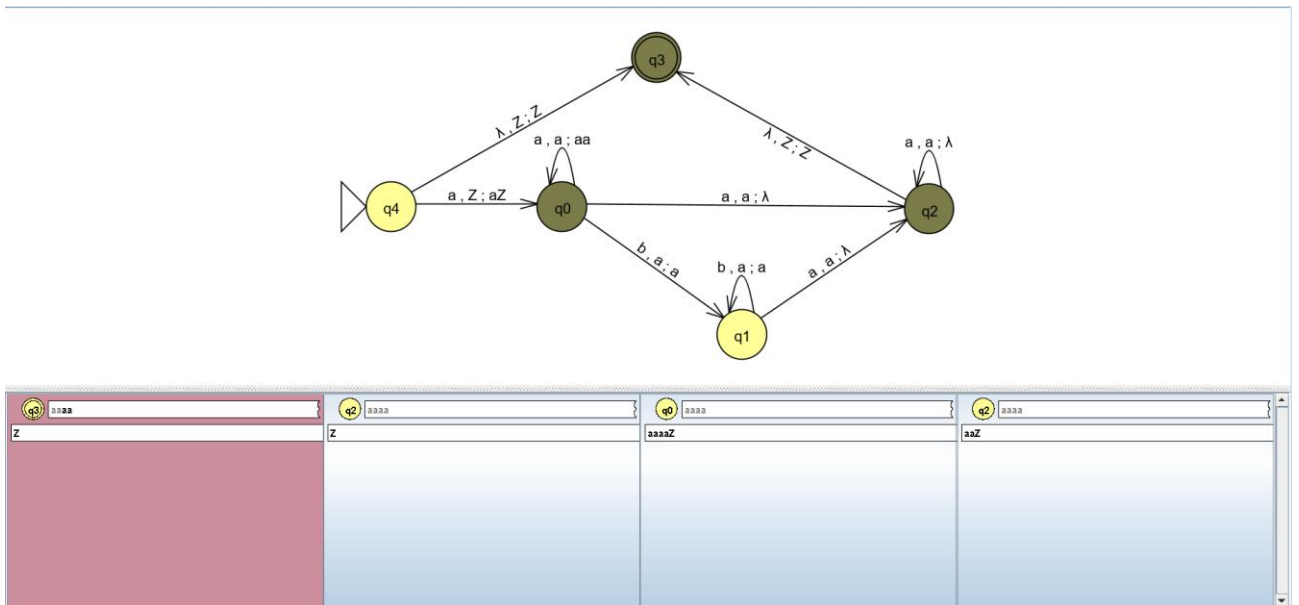 q3
λ , Z ; Z
λ , Z ; Z
a , a ; aa
a , a ; λ
q4
a , Z ; aZ
q0
a , a ; λ
q2
b , a ; a
b , a ; a
a , a ; λ
q1
q3 aaaa
q2 aaaa
q0 aaaa
q2 aaaa
Z
Z
aaaaZ
aaZ